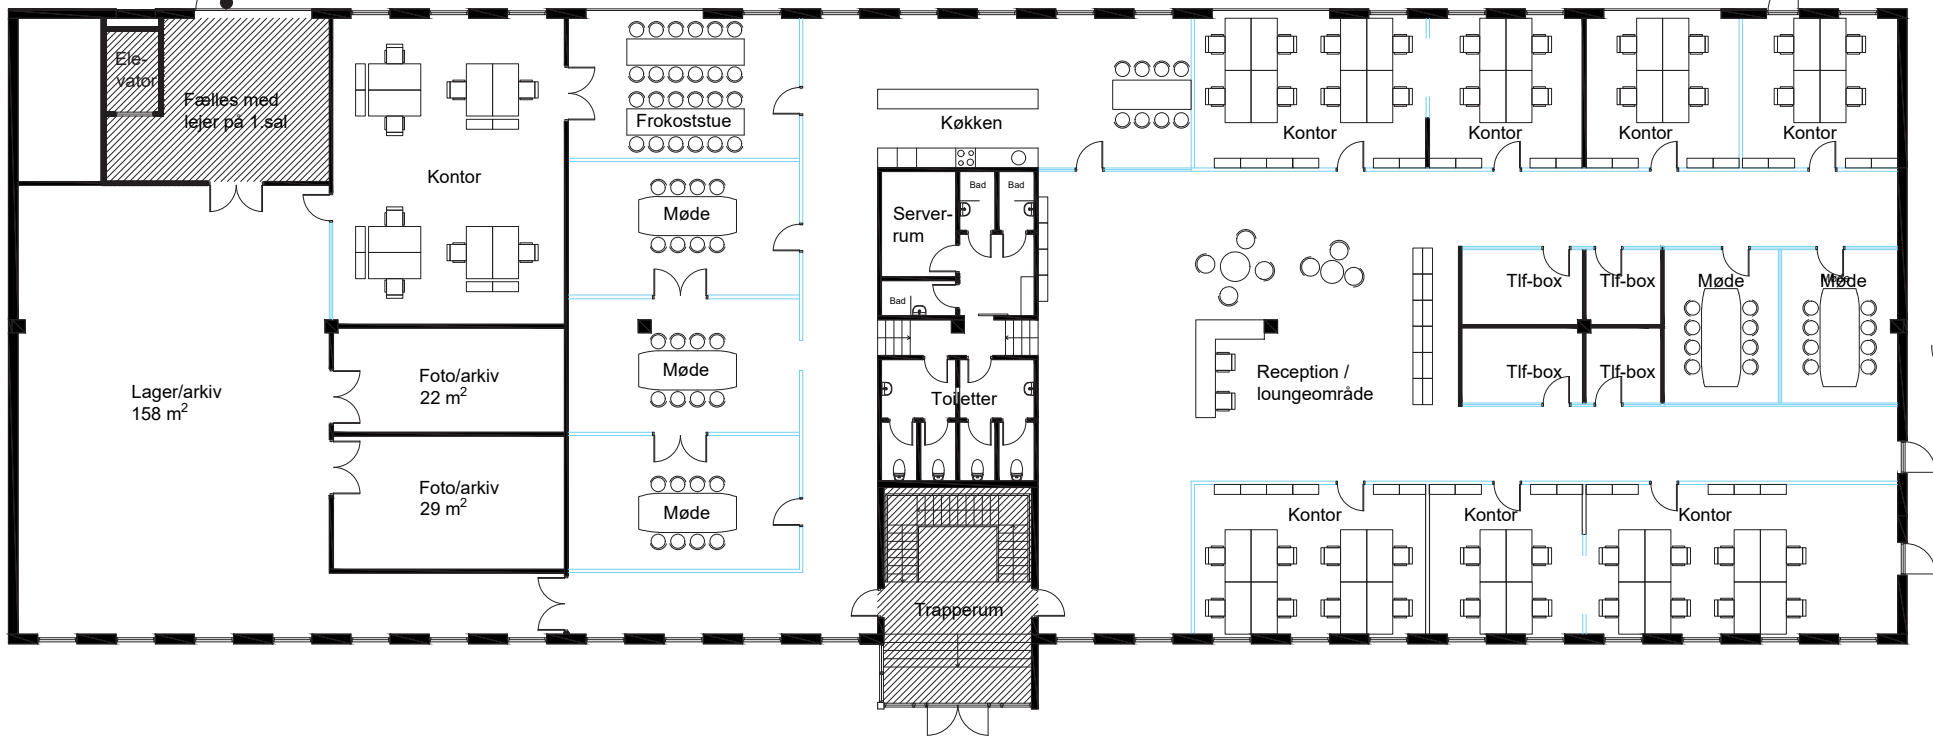 Ele-
vator
Fælles med
lejer på 1.sal
Kontor
Frokoststue
Køkken
Kontor
Kontor
Kontor
Kontor
Møde
Server-
rum
Bad
Bad
Bad
Tlf-box
Tlf-box
Møde
Møde
Lager/arkiv
158 m²
Foto/arkiv
22 m²
Møde
Toiletter
Reception /
loungeområde
Tlf-box
Tlf-box
Foto/arkiv
29 m²
Møde
Kontor
Kontor
Kontor
Trapperum